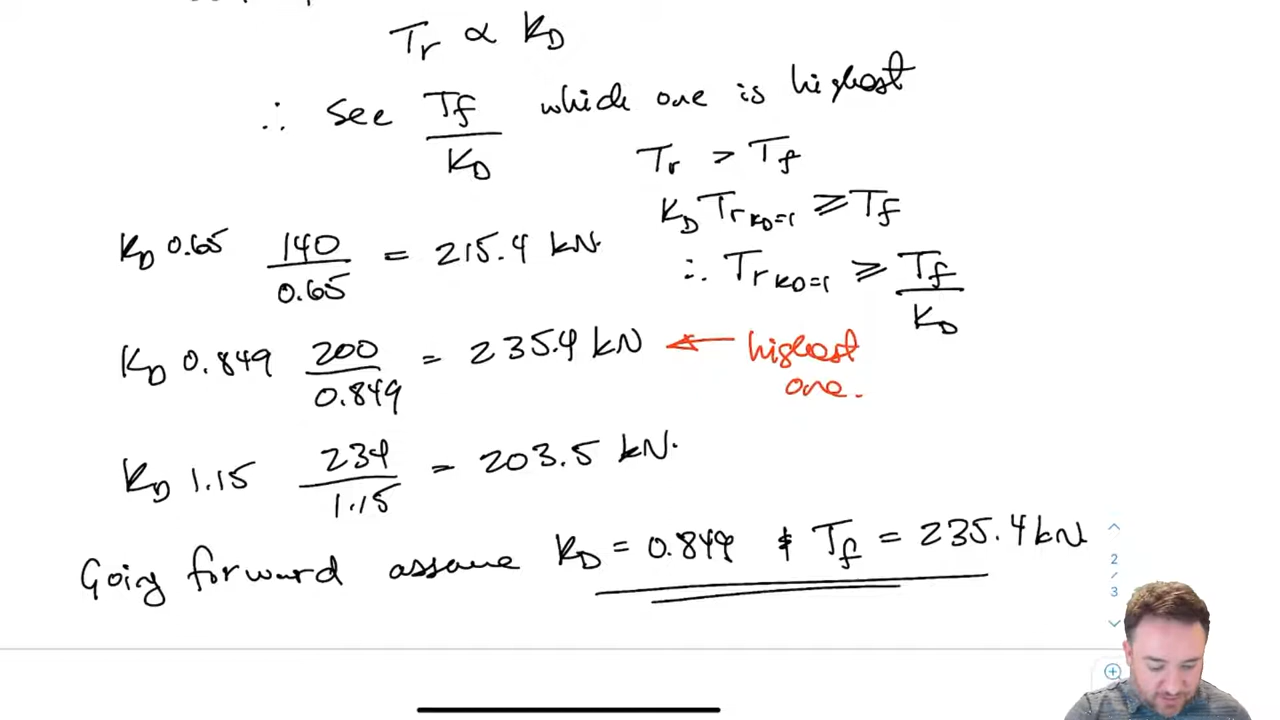 Tr ∝ KD
∴ See Tf/KD which one is highest
Tr > Tf
KD Tr KD=1 ⩾ Tf
∴ Tr KD=1 ⩾ Tf/KD
KD 0.65 140/0.65 = 215.4 kN.
KD 0.849 200/0.849 = 235.4 kN ← highest one.
KD 1.15 234/1.15 = 203.5 kN.
Going forward assume KD = 0.849 & Tf = 235.4 kN
2
/
3